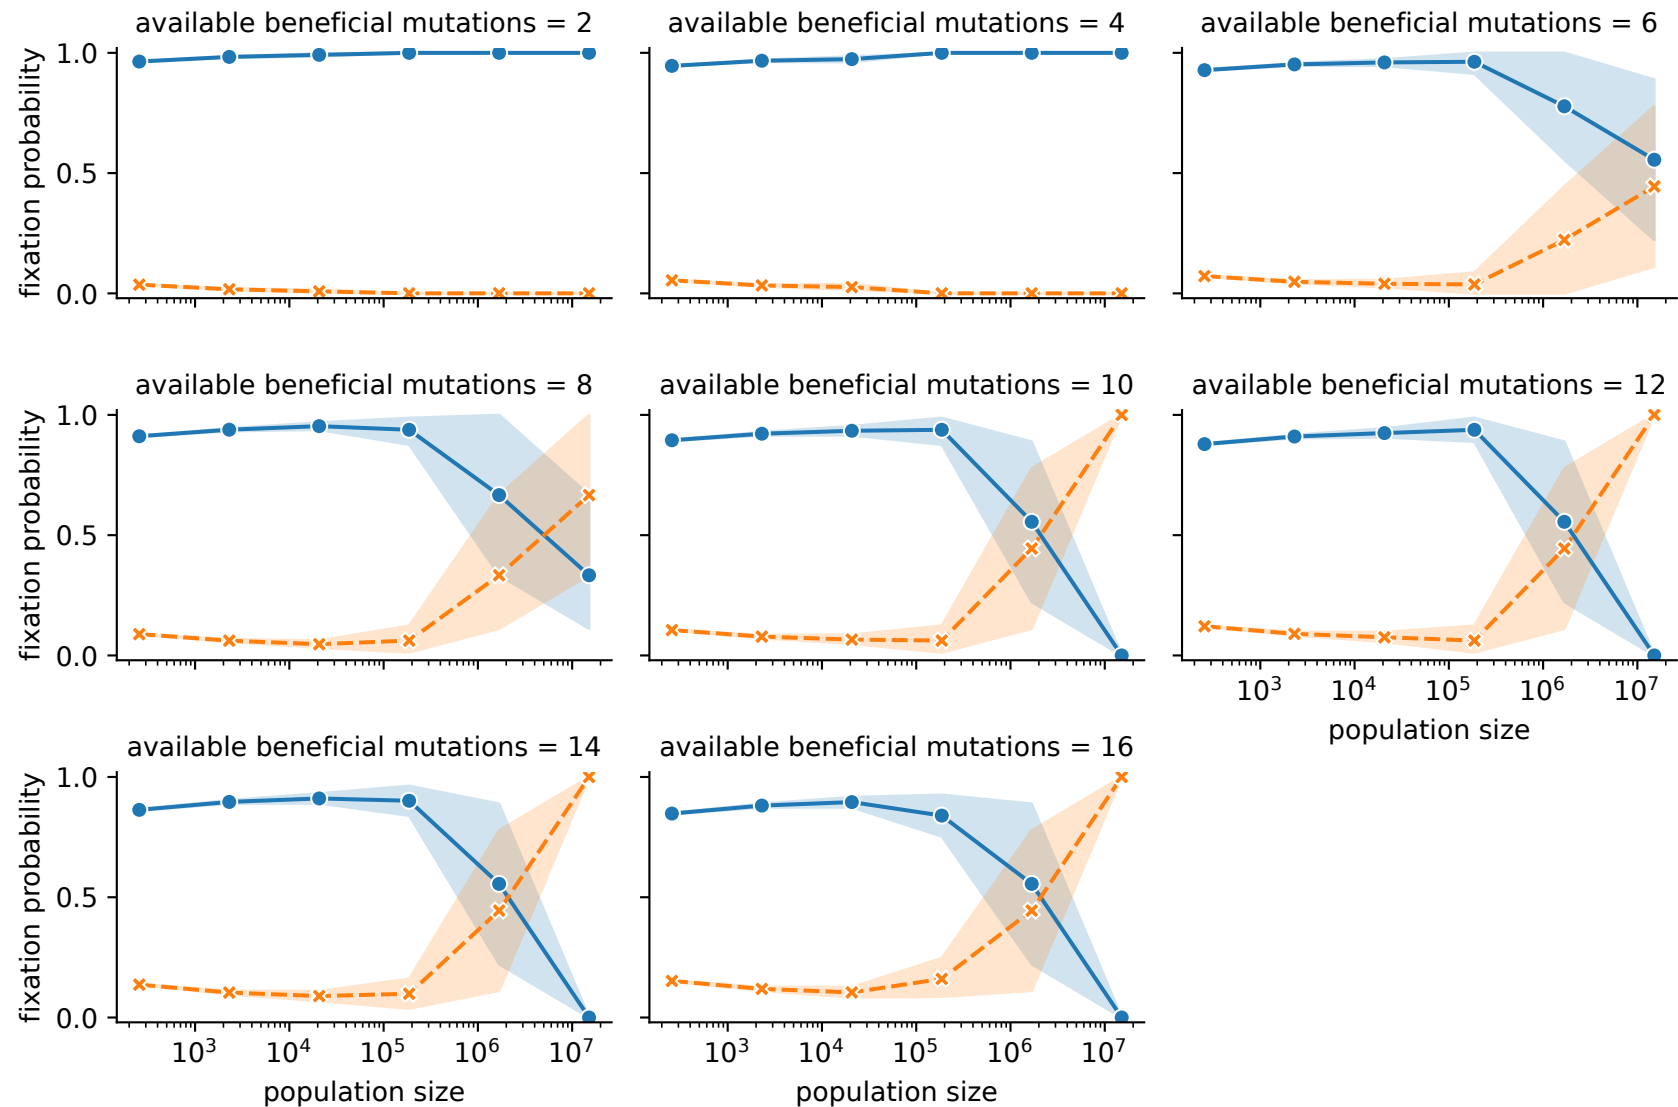 available beneficial mutations = 2
available beneficial mutations = 4
available beneficial mutations = 6
fixation probability
1.0
0.5
0.0
available beneficial mutations = 8
available beneficial mutations = 10
available beneficial mutations = 12
fixation probability
1.0
0.5
0.0
10³ 10⁴ 10⁵ 10⁶ 10⁷
population size
available beneficial mutations = 14
available beneficial mutations = 16
fixation probability
1.0
0.5
0.0
10³ 10⁴ 10⁵ 10⁶ 10⁷
10³ 10⁴ 10⁵ 10⁶ 10⁷
population size
population size